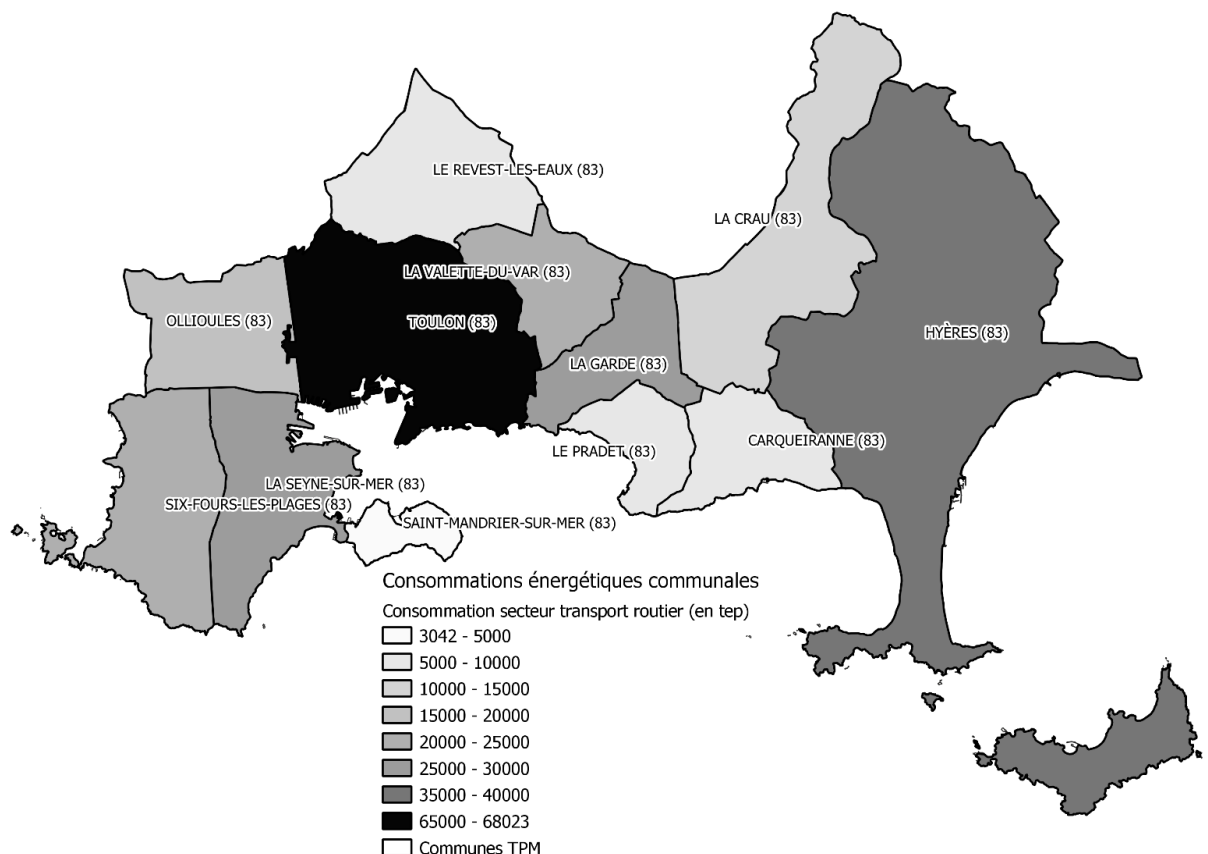 LE REVEST-LES-EAUX (83)
LA CRAU (83)
LA VALETTE-DU-VAR (83)
OLLIOULES (83)
TOULON (83)
HYÈRES (83)
LA GARDE (83)
CARQUEIRANNE (83)
LE PRADET (83)
LA SEYNE-SUR-MER (83)
SIX-FOURS-LES-PLAGES (83)
SAINT-MANDRIER-SUR-MER (83)
Consommations énergétiques communales
Consommation secteur transport routier (en tep)
3042 - 5000
5000 - 10000
10000 - 15000
15000 - 20000
20000 - 25000
25000 - 30000
35000 - 40000
65000 - 68023
Communes TPM